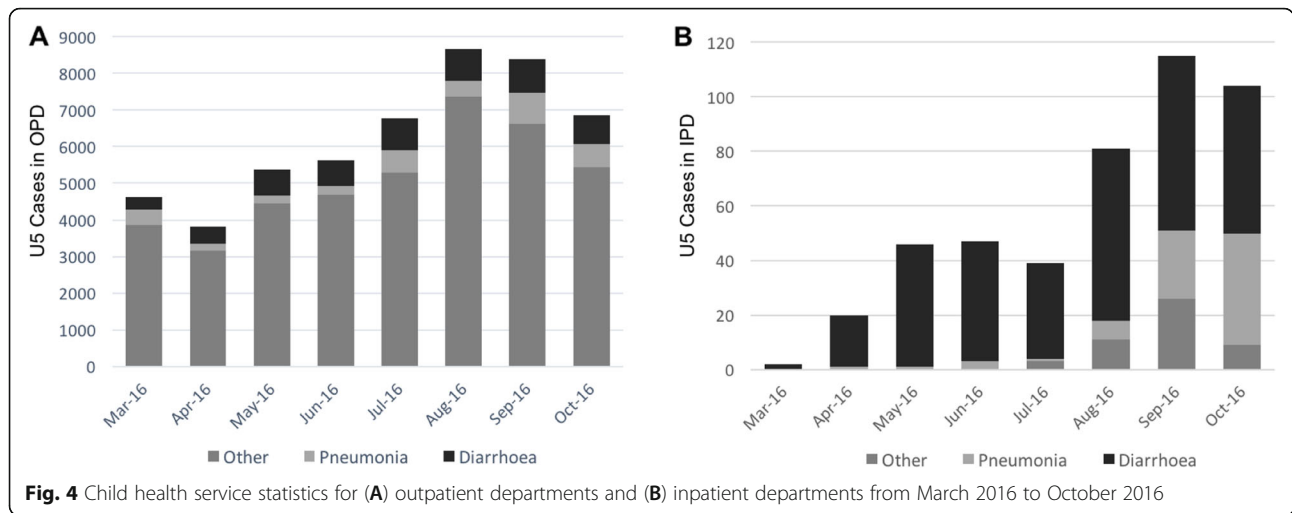 A
9000
8000
7000
6000
5000
4000
3000
2000
1000
0
U5 Cases in OPD
Mar-16
Apr-16
May-16
Jun-16
Jul-16
Aug-16
Sep-16
Oct-16
Other
Pneumonia
Diarrhoea
B
120
100
80
60
40
20
0
U5 Cases in IPD
Mar-16
Apr-16
May-16
Jun-16
Jul-16
Aug-16
Sep-16
Oct-16
Other
Pneumonia
Diarrhoea
Fig. 4 Child health service statistics for (A) outpatient departments and (B) inpatient departments from March 2016 to October 2016